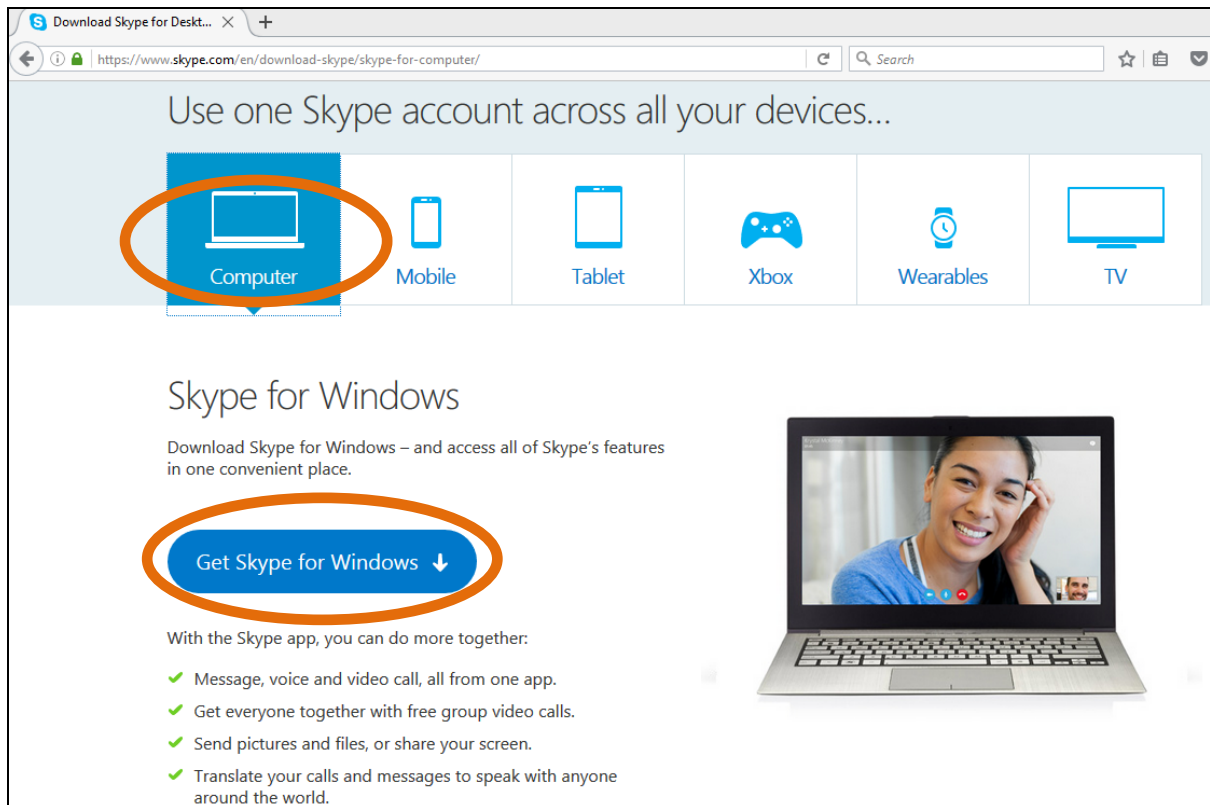 Download Skype for Deskt...
https://www.skype.com/en/download-skype/skype-for-computer/
Search
Use one Skype account across all your devices...
Computer
Mobile
Tablet
Xbox
Wearables
TV
Skype for Windows
Download Skype for Windows – and access all of Skype's features
in one convenient place.
Get Skype for Windows
With the Skype app, you can do more together:
Message, voice and video call, all from one app.
Get everyone together with free group video calls.
Send pictures and files, or share your screen.
Translate your calls and messages to speak with anyone
around the world.